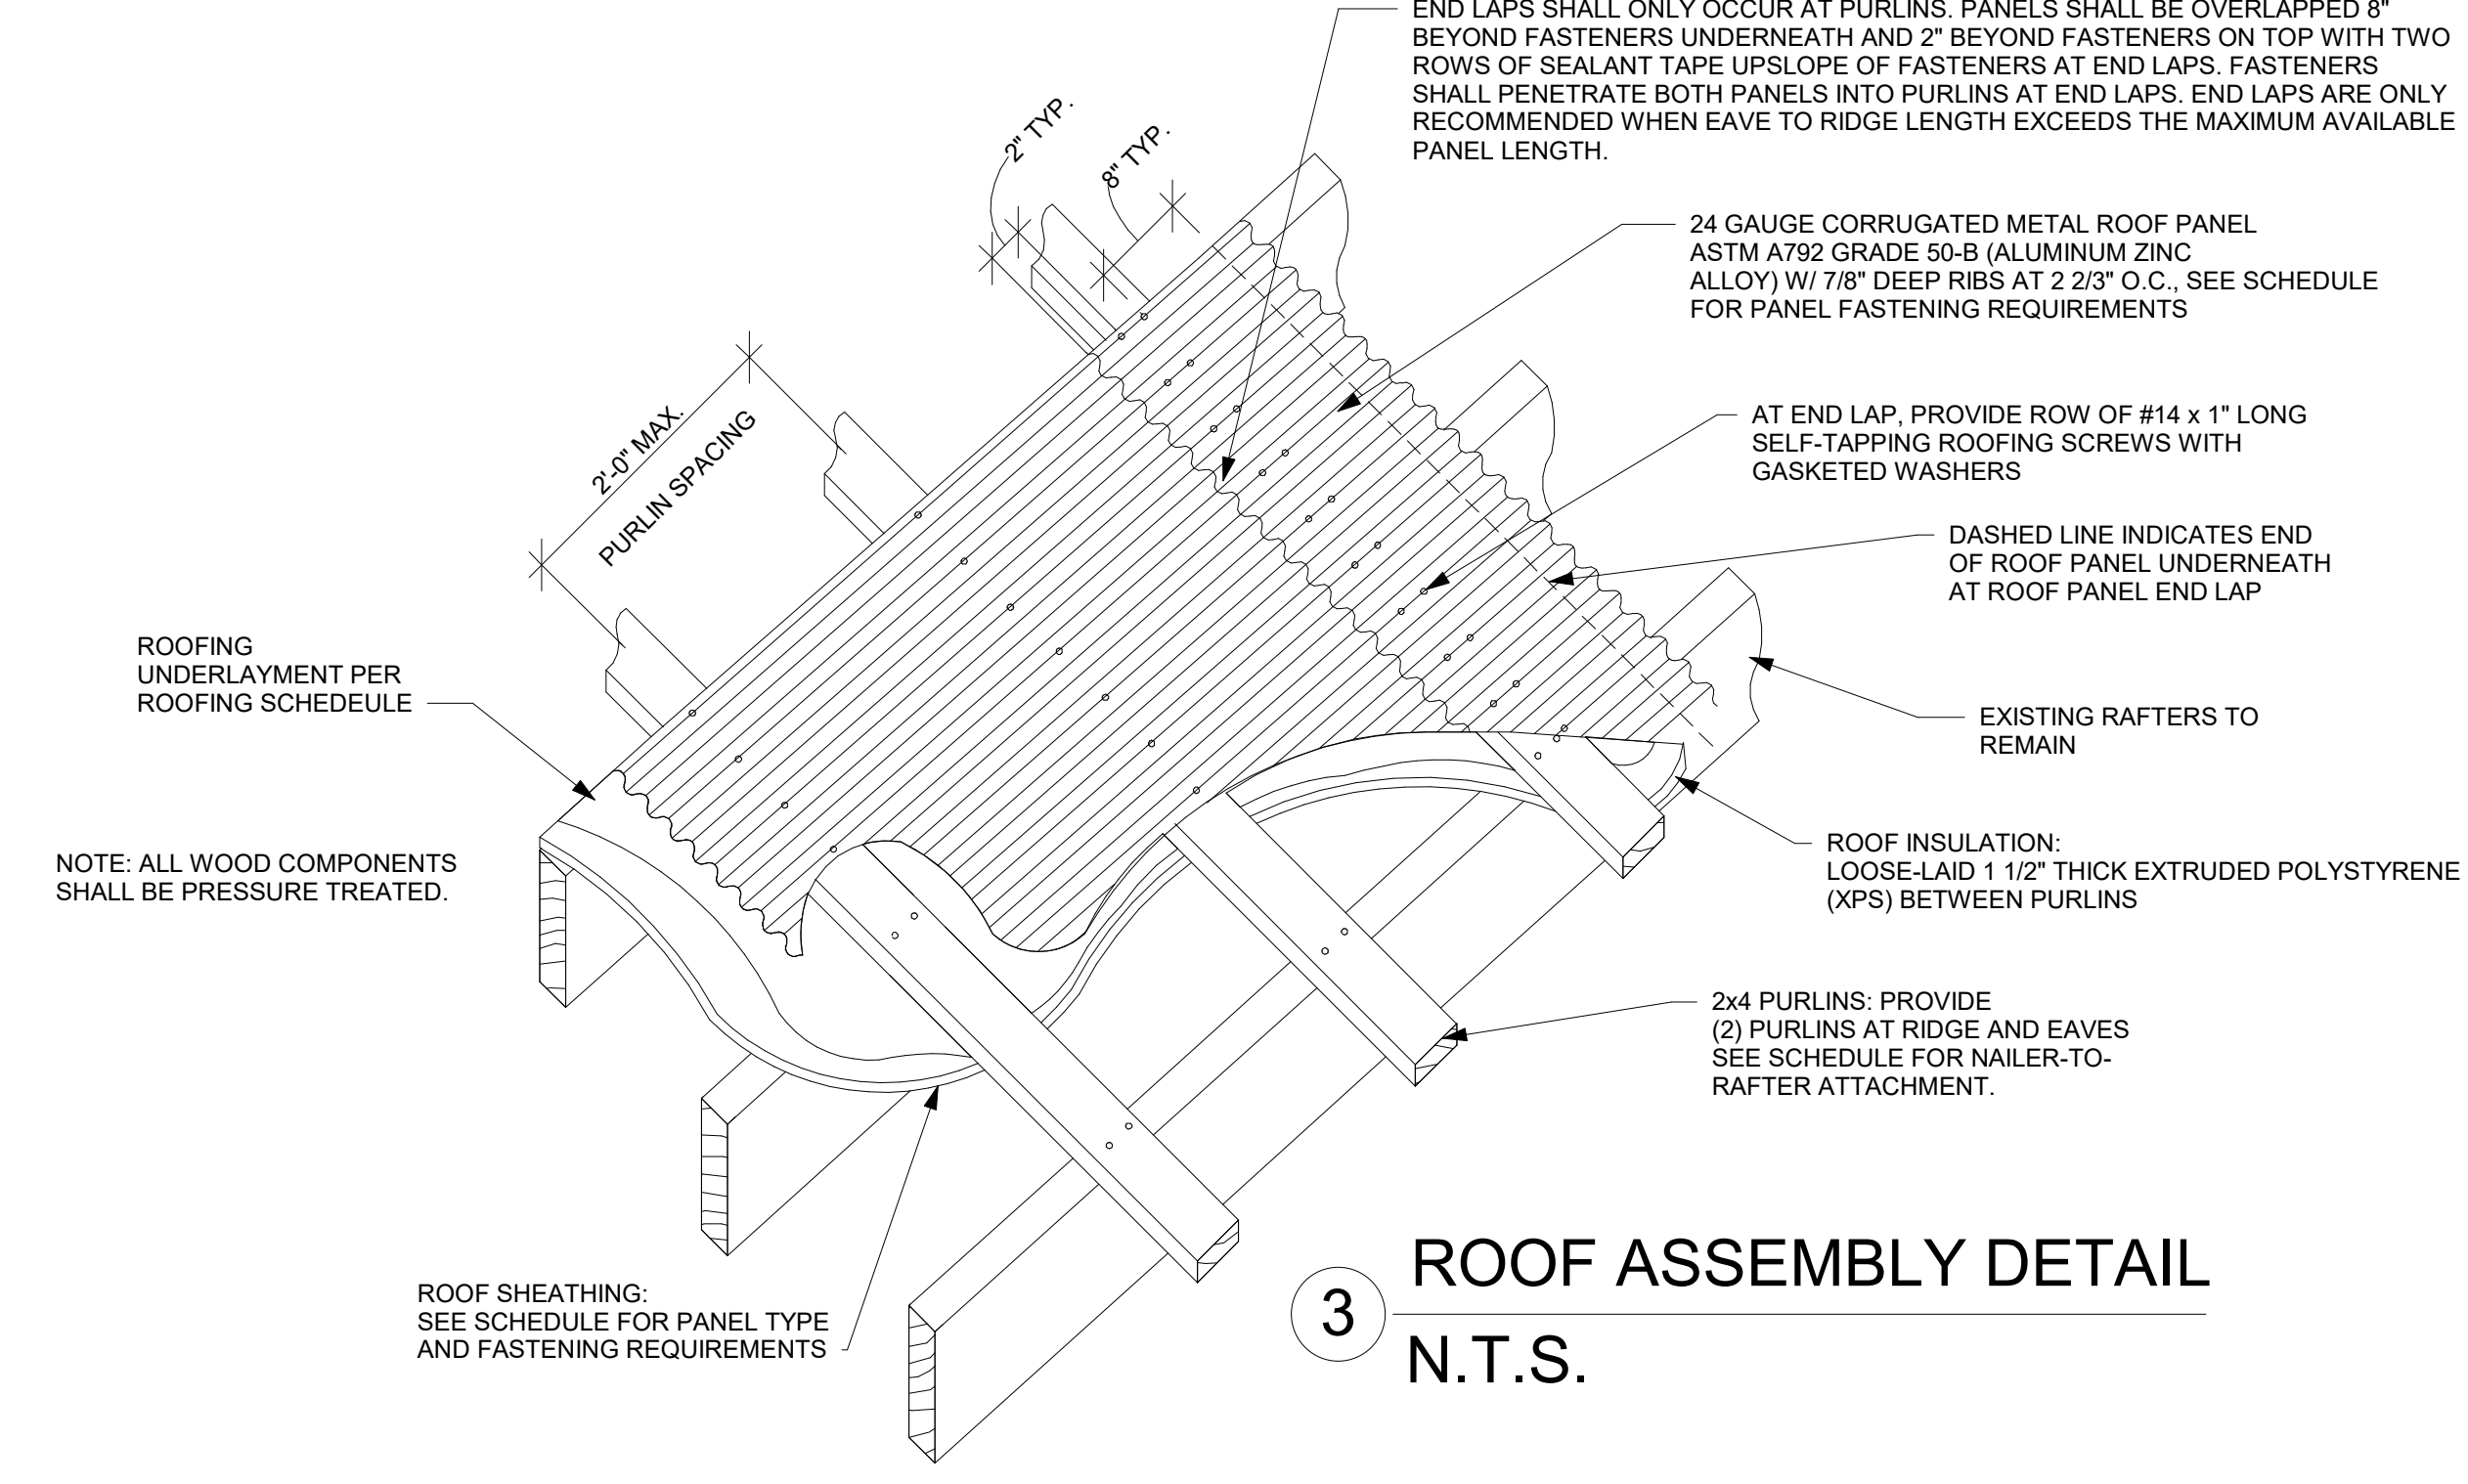 END LAPS SHALL ONLY OCCUR AT PURLINS. PANELS SHALL BE OVERLAPPED 8"
BEYOND FASTENERS UNDERNEATH AND 2" BEYOND FASTENERS ON TOP WITH TWO
ROWS OF SEALANT TAPE UPSLOPE OF FASTENERS AT END LAPS. FASTENERS
SHALL PENETRATE BOTH PANELS INTO PURLINS AT END LAPS. END LAPS ARE ONLY
RECOMMENDED WHEN EAVE TO RIDGE LENGTH EXCEEDS THE MAXIMUM AVAILABLE
PANEL LENGTH.
2" TYP.
8" TYP.
24 GAUGE CORRUGATED METAL ROOF PANEL
ASTM A792 GRADE 50-B (ALUMINUM ZINC
ALLOY) W/ 7/8" DEEP RIBS AT 2 2/3" O.C., SEE SCHEDULE
FOR PANEL FASTENING REQUIREMENTS
AT END LAP, PROVIDE ROW OF #14 x 1" LONG
SELF-TAPPING ROOFING SCREWS WITH
GASKETED WASHERS
2'-0" MAX.
PURLIN SPACING
DASHED LINE INDICATES END
OF ROOF PANEL UNDERNEATH
AT ROOF PANEL END LAP
ROOFING
UNDERLAYMENT PER
ROOFING SCHEDEULE
EXISTING RAFTERS TO
REMAIN
NOTE: ALL WOOD COMPONENTS
SHALL BE PRESSURE TREATED.
ROOF INSULATION:
LOOSE-LAID 1 1/2" THICK EXTRUDED POLYSTYRENE
(XPS) BETWEEN PURLINS
2x4 PURLINS: PROVIDE
(2) PURLINS AT RIDGE AND EAVES
SEE SCHEDULE FOR NAILER-TO-
RAFTER ATTACHMENT.
ROOF SHEATHING:
SEE SCHEDULE FOR PANEL TYPE
AND FASTENING REQUIREMENTS
3
ROOF ASSEMBLY DETAIL
N.T.S.